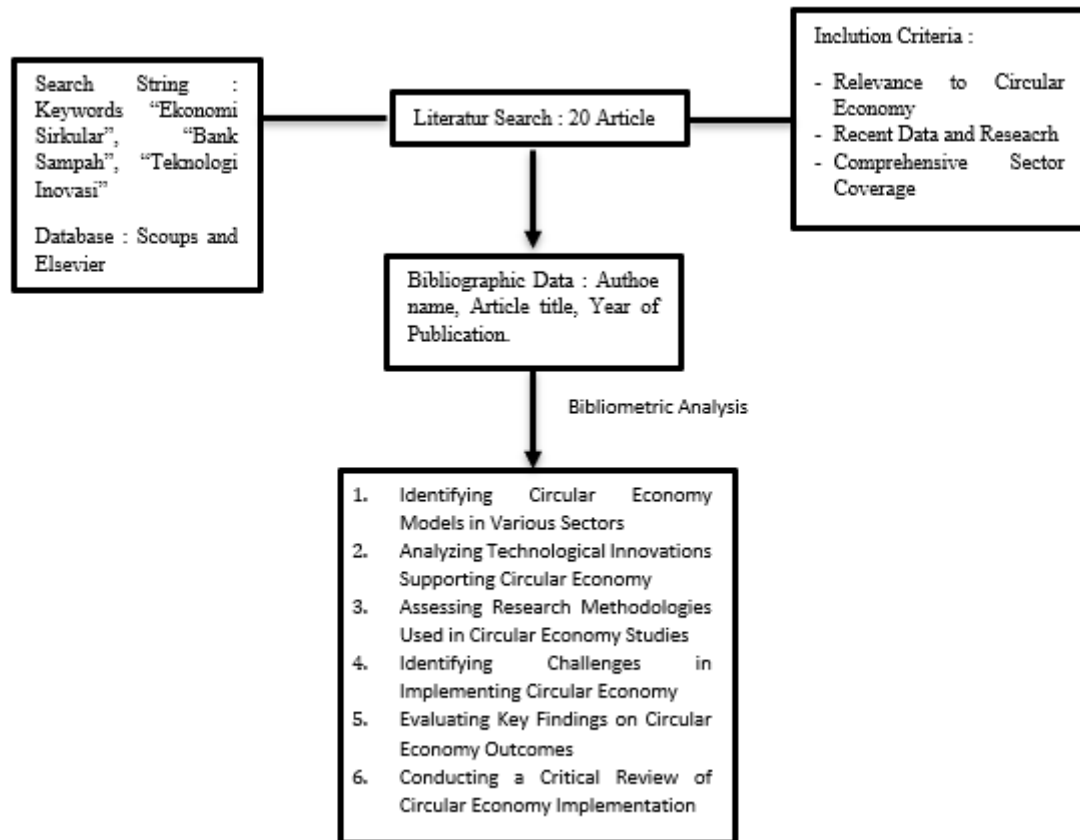 Search String :
Keywords “Ekonomi
Sirkular”, “Bank
Sampah”, “Teknologi
Inovasi”
Database : Scoups and
Elsevier
Literatur Search : 20 Article
Inclution Criteria :
- Relevance to Circular
Economy
- Recent Data and Reseacrh
- Comprehensive Sector
Coverage
Bibliographic Data : Authoe
name, Article title, Year of
Publication.
Bibliometric Analysis
1. Identifying Circular Economy
Models in Various Sectors
2. Analyzing Technological Innovations
Supporting Circular Economy
3. Assessing Research Methodologies
Used in Circular Economy Studies
4. Identifying Challenges in
Implementing Circular Economy
5. Evaluating Key Findings on Circular
Economy Outcomes
6. Conducting a Critical Review of
Circular Economy Implementation